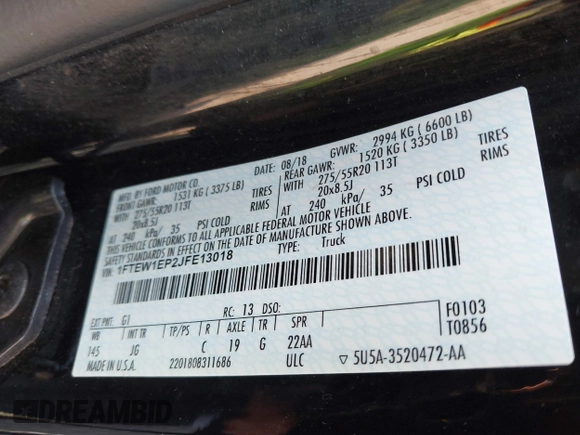 MFD. BY FORD MOTOR CO.
DATE: 08/18 GVWR: 2994 KG ( 6600 LB)
FRONT GAWR: 1531 KG ( 3375 LB) REAR GAWR: 1520 KG ( 3350 LB)
WITH TIRES WITH TIRES
275/55R20 113T RIMS 275/55R20 113T RIMS
20x8.5J 20x8.5J
AT 240 kPa/ 35 PSI COLD AT 240 kPa/ 35 PSI COLD
THIS VEHICLE CONFORMS TO ALL APPLICABLE FEDERAL MOTOR VEHICLE
SAFETY STANDARDS IN EFFECT ON THE DATE OF MANUFACTURE SHOWN ABOVE.
VIN: 1FTEW1EP2JFE13018
TYPE: Truck
F0103
T0856
EXT PNT: G1 RC: 13 DSO:
WB INT TR TP/PS R AXLE TR SPR
145 JG C 19 G 22AA
MADE IN U.S.A. 2201808311686 ULC 5U5A-3520472-AA
DREAMBID